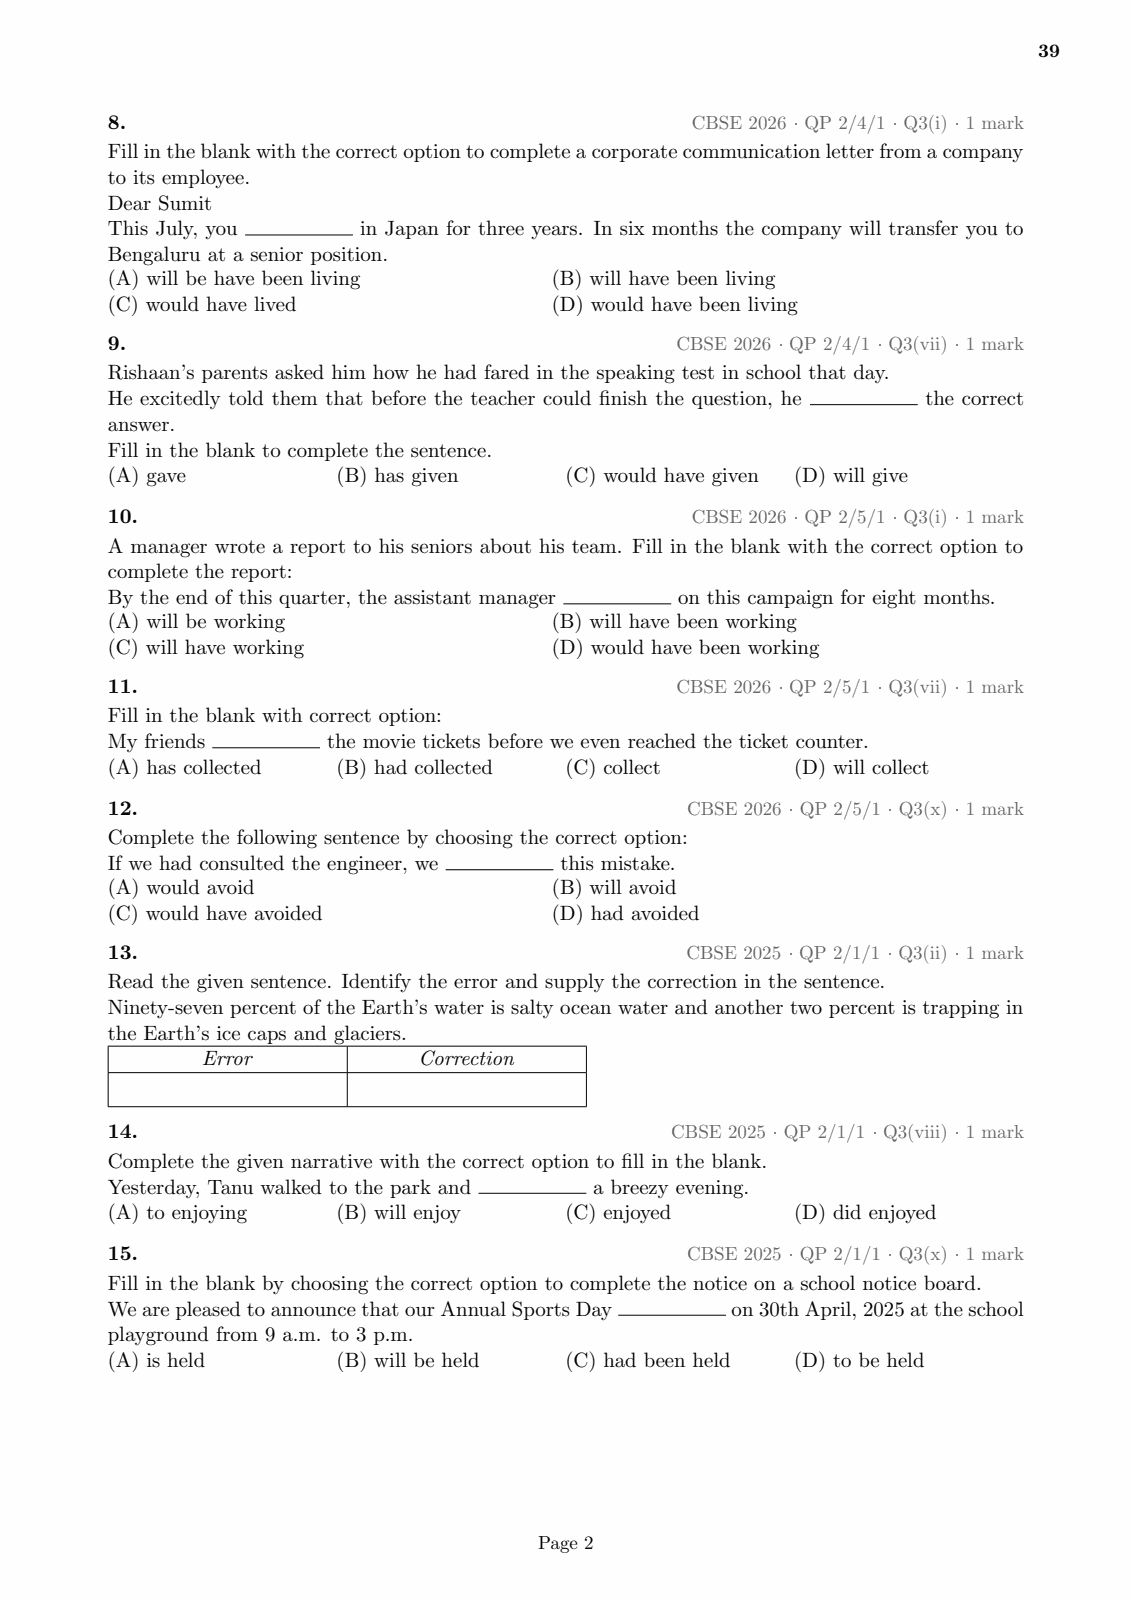 39
8. CBSE 2026 · QP 2/4/1 · Q3(i) · 1 mark
Fill in the blank with the correct option to complete a corporate communication letter from a company
to its employee.
Dear Sumit
This July, you __________ in Japan for three years. In six months the company will transfer you to
Bengaluru at a senior position.
(A) will be have been living (B) will have been living
(C) would have lived (D) would have been living
9. CBSE 2026 · QP 2/4/1 · Q3(vii) · 1 mark
Rishaan's parents asked him how he had fared in the speaking test in school that day.
He excitedly told them that before the teacher could finish the question, he __________ the correct
answer.
Fill in the blank to complete the sentence.
(A) gave (B) has given (C) would have given (D) will give
10. CBSE 2026 · QP 2/5/1 · Q3(i) · 1 mark
A manager wrote a report to his seniors about his team. Fill in the blank with the correct option to
complete the report:
By the end of this quarter, the assistant manager __________ on this campaign for eight months.
(A) will be working (B) will have been working
(C) will have working (D) would have been working
11. CBSE 2026 · QP 2/5/1 · Q3(vii) · 1 mark
Fill in the blank with correct option:
My friends __________ the movie tickets before we even reached the ticket counter.
(A) has collected (B) had collected (C) collect (D) will collect
12. CBSE 2026 · QP 2/5/1 · Q3(x) · 1 mark
Complete the following sentence by choosing the correct option:
If we had consulted the engineer, we __________ this mistake.
(A) would avoid (B) will avoid
(C) would have avoided (D) had avoided
13. CBSE 2025 · QP 2/1/1 · Q3(ii) · 1 mark
Read the given sentence. Identify the error and supply the correction in the sentence.
Ninety-seven percent of the Earth's water is salty ocean water and another two percent is trapping in
the Earth's ice caps and glaciers.
Error Correction
14. CBSE 2025 · QP 2/1/1 · Q3(viii) · 1 mark
Complete the given narrative with the correct option to fill in the blank.
Yesterday, Tanu walked to the park and __________ a breezy evening.
(A) to enjoying (B) will enjoy (C) enjoyed (D) did enjoyed
15. CBSE 2025 · QP 2/1/1 · Q3(x) · 1 mark
Fill in the blank by choosing the correct option to complete the notice on a school notice board.
We are pleased to announce that our Annual Sports Day __________ on 30th April, 2025 at the school
playground from 9 a.m. to 3 p.m.
(A) is held (B) will be held (C) had been held (D) to be held
Page 2